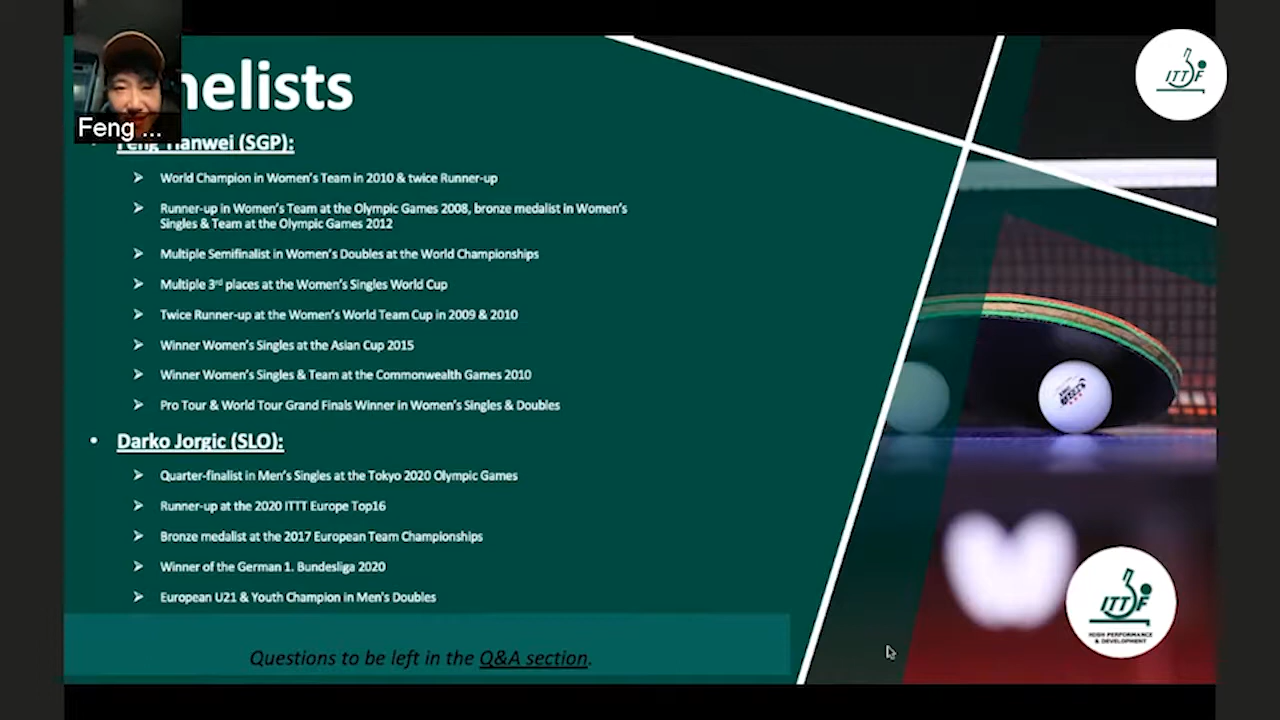 nelists
Feng ...
Feng Tianwei (SGP):
World Champion in Women's Team in 2010 & twice Runner-up
Runner-up in Women's Team at the Olympic Games 2008, bronze medalist in Women's
Singles & Team at the Olympic Games 2012
Multiple Semifinalist in Women's Doubles at the World Championships
Multiple 3rd places at the Women's Singles World Cup
Twice Runner-up at the Women's World Team Cup in 2009 & 2010
Winner Women's Singles at the Asian Cup 2015
Winner Women's Singles & Team at the Commonwealth Games 2010
Pro Tour & World Tour Grand Finals Winner in Women's Singles & Doubles
Darko Jorgic (SLO):
Quarter-finalist in Men's Singles at the Tokyo 2020 Olympic Games
Runner-up at the 2020 ITTT Europe Top16
Bronze medalist at the 2017 European Team Championships
Winner of the German 1. Bundesliga 2020
European U21 & Youth Champion in Men's Doubles
Questions to be left in the Q&A section.
ITTF
ITTF
HIGH PERFORMANCE
& DEVELOPMENT